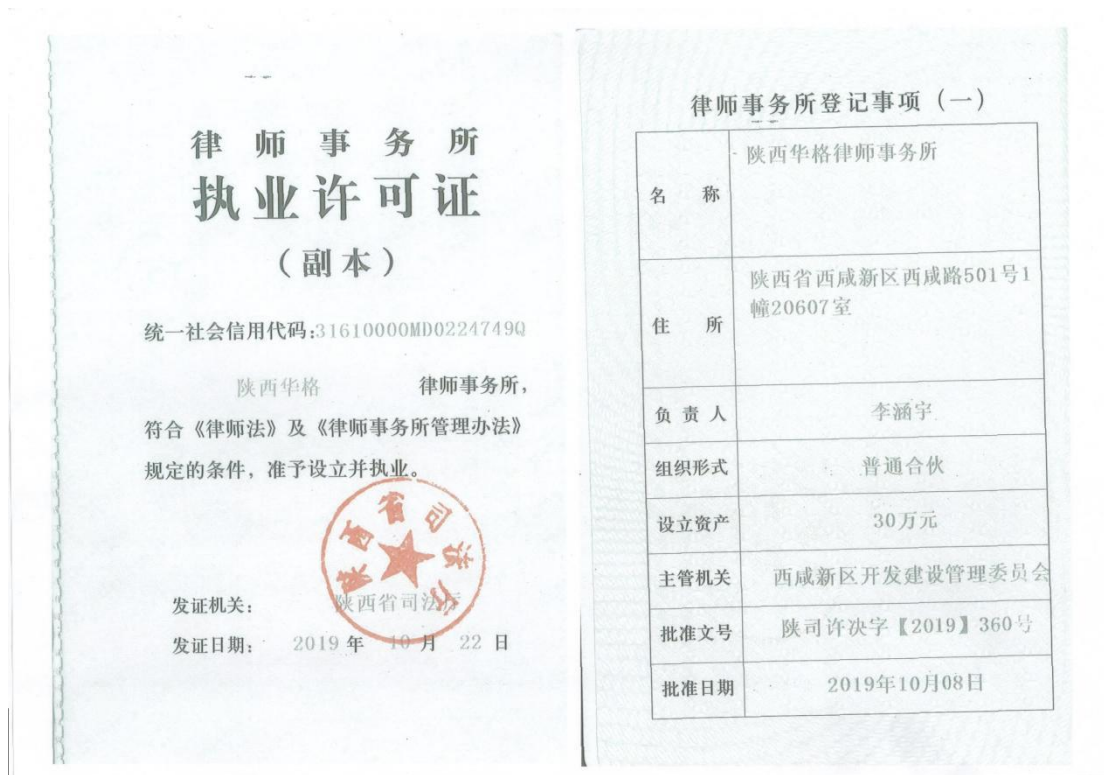 律师事务所
执业许可证
（副本）
统一社会信用代码:31610000MD0224749Q
陕西华格 律师事务所，
符合《律师法》及《律师事务所管理办法》
规定的条件，准予设立并执业。
陕西省司法厅
发证机关： 陕西省司法厅
发证日期： 2019 年 10 月 22 日
律师事务所登记事项（一）
名 称 陕西华格律师事务所
住 所 陕西省西咸新区西咸路501号1
幢20607室
负责人 李涵宇
组织形式 普通合伙
设立资产 30万元
主管机关 西咸新区开发建设管理委员会
批准文号 陕司许决字【2019】360号
批准日期 2019年10月08日